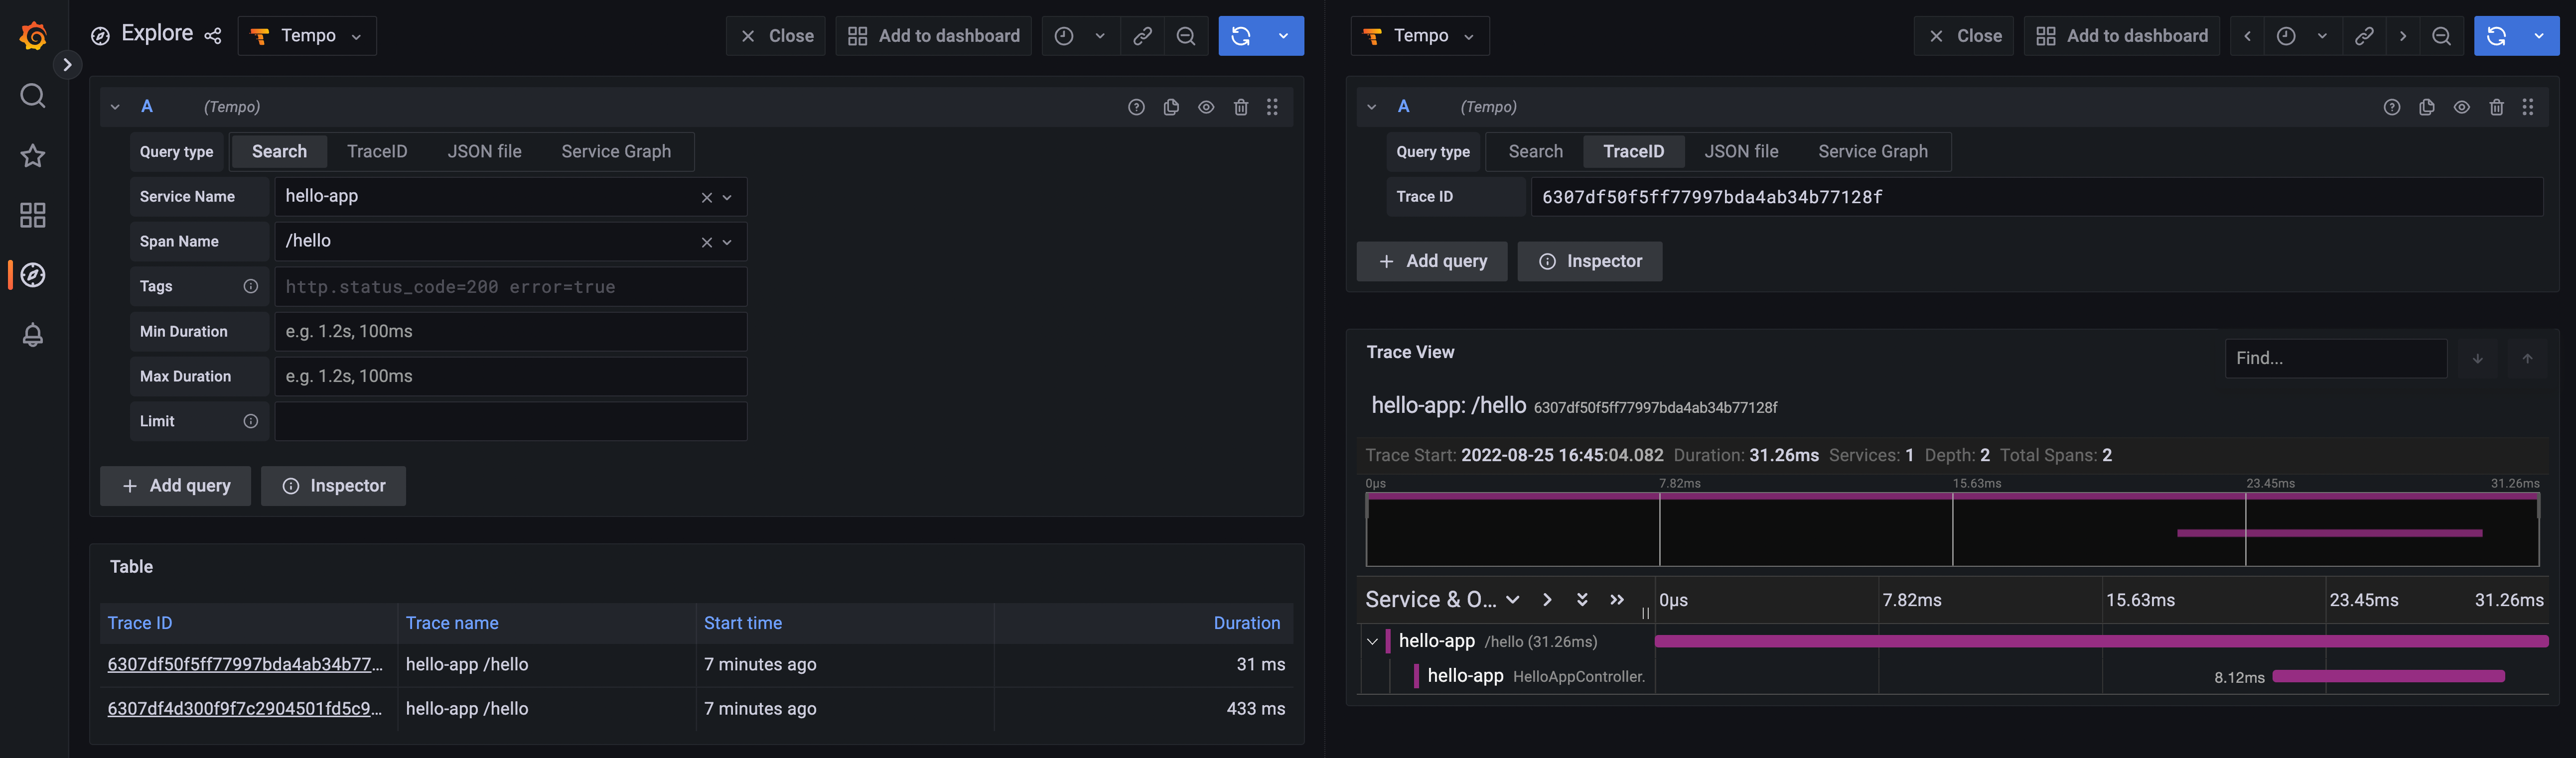 Explore Tempo Close Add to dashboard
A (Tempo)
Query type Search TraceID JSON file Service Graph
Service Name hello-app
Span Name /hello
Tags http.status_code=200 error=true
Min Duration e.g. 1.2s, 100ms
Max Duration e.g. 1.2s, 100ms
Limit
+ Add query Inspector
Table
Trace ID Trace name Start time Duration
6307df50f5ff77997bda4ab34b77... hello-app /hello 7 minutes ago 31 ms
6307df4d300f9f7c2904501fd5c9... hello-app /hello 7 minutes ago 433 ms
Tempo Close Add to dashboard
A (Tempo)
Query type Search TraceID JSON file Service Graph
Trace ID 6307df50f5ff77997bda4ab34b77128f
+ Add query Inspector
Trace View Find...
hello-app: /hello 6307df50f5ff77997bda4ab34b77128f
Trace Start: 2022-08-25 16:45:04.082 Duration: 31.26ms Services: 1 Depth: 2 Total Spans: 2
0μs 7.82ms 15.63ms 23.45ms 31.26ms
Service & O... 0μs 7.82ms 15.63ms 23.45ms 31.26ms
hello-app /hello (31.26ms)
hello-app HelloAppController. 8.12ms